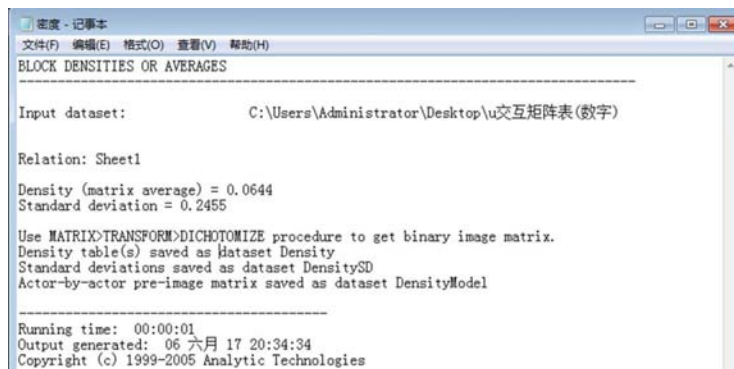 密度 - 记事本
文件(F) 编辑(E) 格式(O) 查看(V) 帮助(H)
BLOCK DENSITIES OR AVERAGES
--------------------------------------------------------------------------------
Input dataset: C:\Users\Administrator\Desktop\u交互矩阵表(数字)
Relation: Sheet1
Density (matrix average) = 0.0644
Standard deviation = 0.2455
Use MATRIX>TRANSFORM>DICHOTOMIZE procedure to get binary image matrix.
Density table(s) saved as dataset Density
Standard deviations saved as dataset DensitySD
Actor-by-actor pre-image matrix saved as dataset DensityModel
----------------------------------------
Running time: 00:00:01
Output generated: 06 六月 17 20:34:34
Copyright (c) 1999-2005 Analytic Technologies